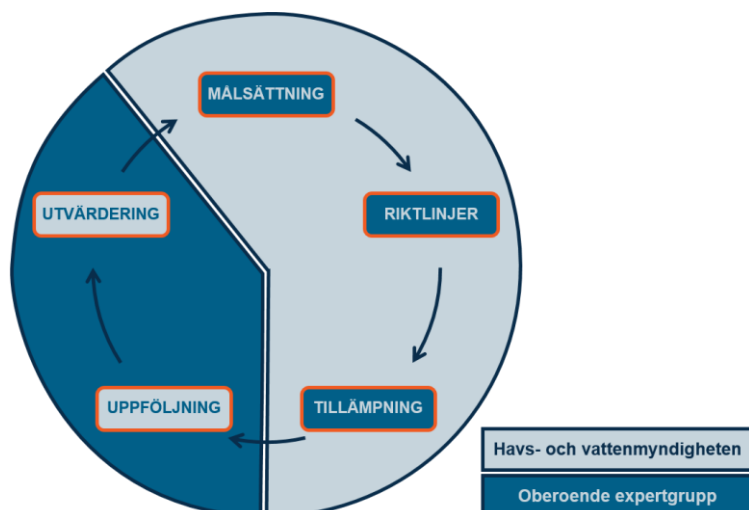 MÅLSÄTTNING
RIKTLINJER
TILLÄMPNING
UPPFÖLJNING
UTVÄRDERING
Havs- och vattenmyndigheten
Oberoende expertgrupp